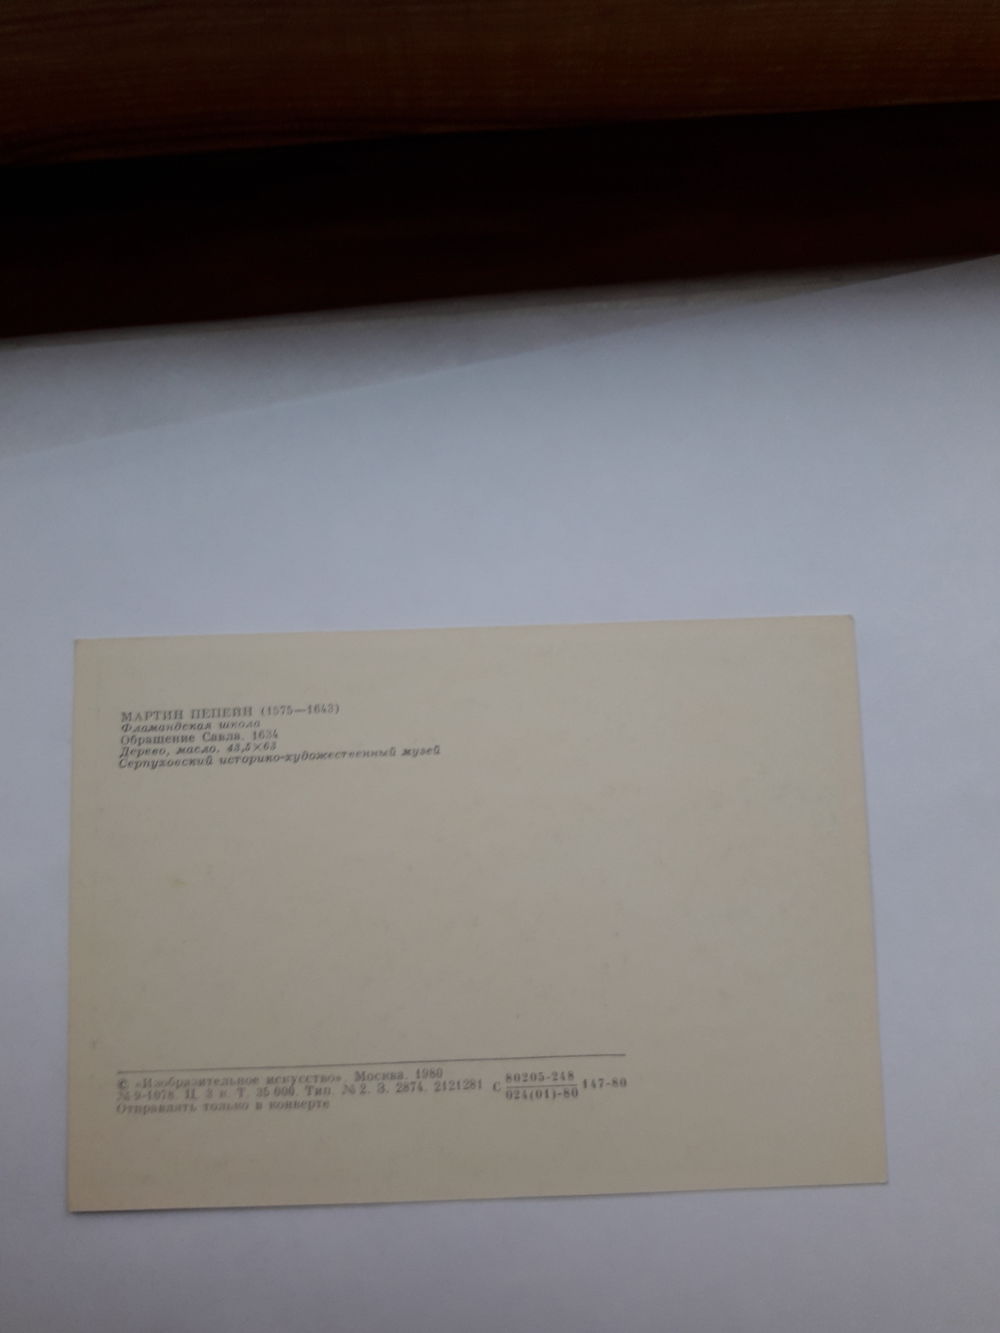 МАРТИН ПЕПЕЙН (1575—1643)
Фламандская школа
Обращение Савла. 1634
Дерево, масло. 43,5×63
Серпуховский историко-художественный музей
© «Изобразительное искусство». Москва. 1980
№ 9-1078. Ц. 3 к. Т. 35 000. Тип. № 2. З. 2874. 2121281 С 80205-248 / 024(01)-80 147-80
Отправлять только в конверте